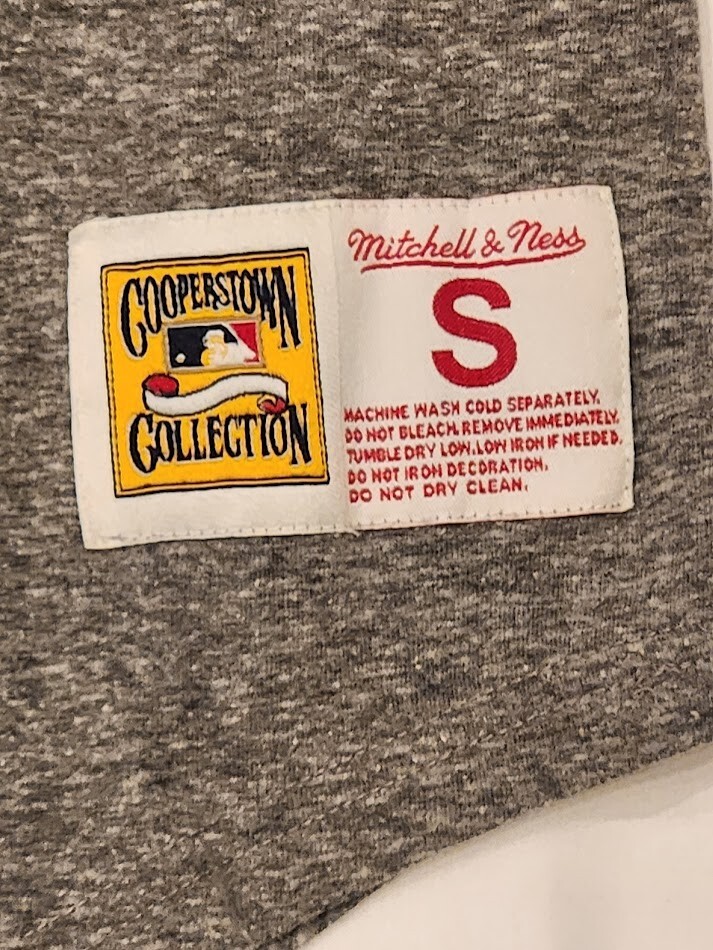 COOPERSTOWN
COLLECTION
Mitchell & Ness
S
MACHINE WASH COLD SEPARATELY.
DO NOT BLEACH. REMOVE IMMEDIATELY.
TUMBLE DRY LOW. LOW IRON IF NEEDED.
DO NOT IRON DECORATION.
DO NOT DRY CLEAN.